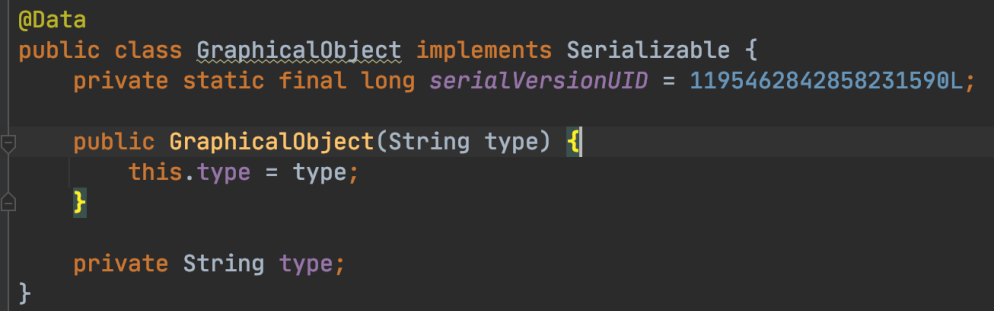 @Data
public class GraphicalObject implements Serializable {
    private static final long serialVersionUID = 1195462842858231590L;
    public GraphicalObject(String type) {
        this.type = type;
    }
    private String type;
}